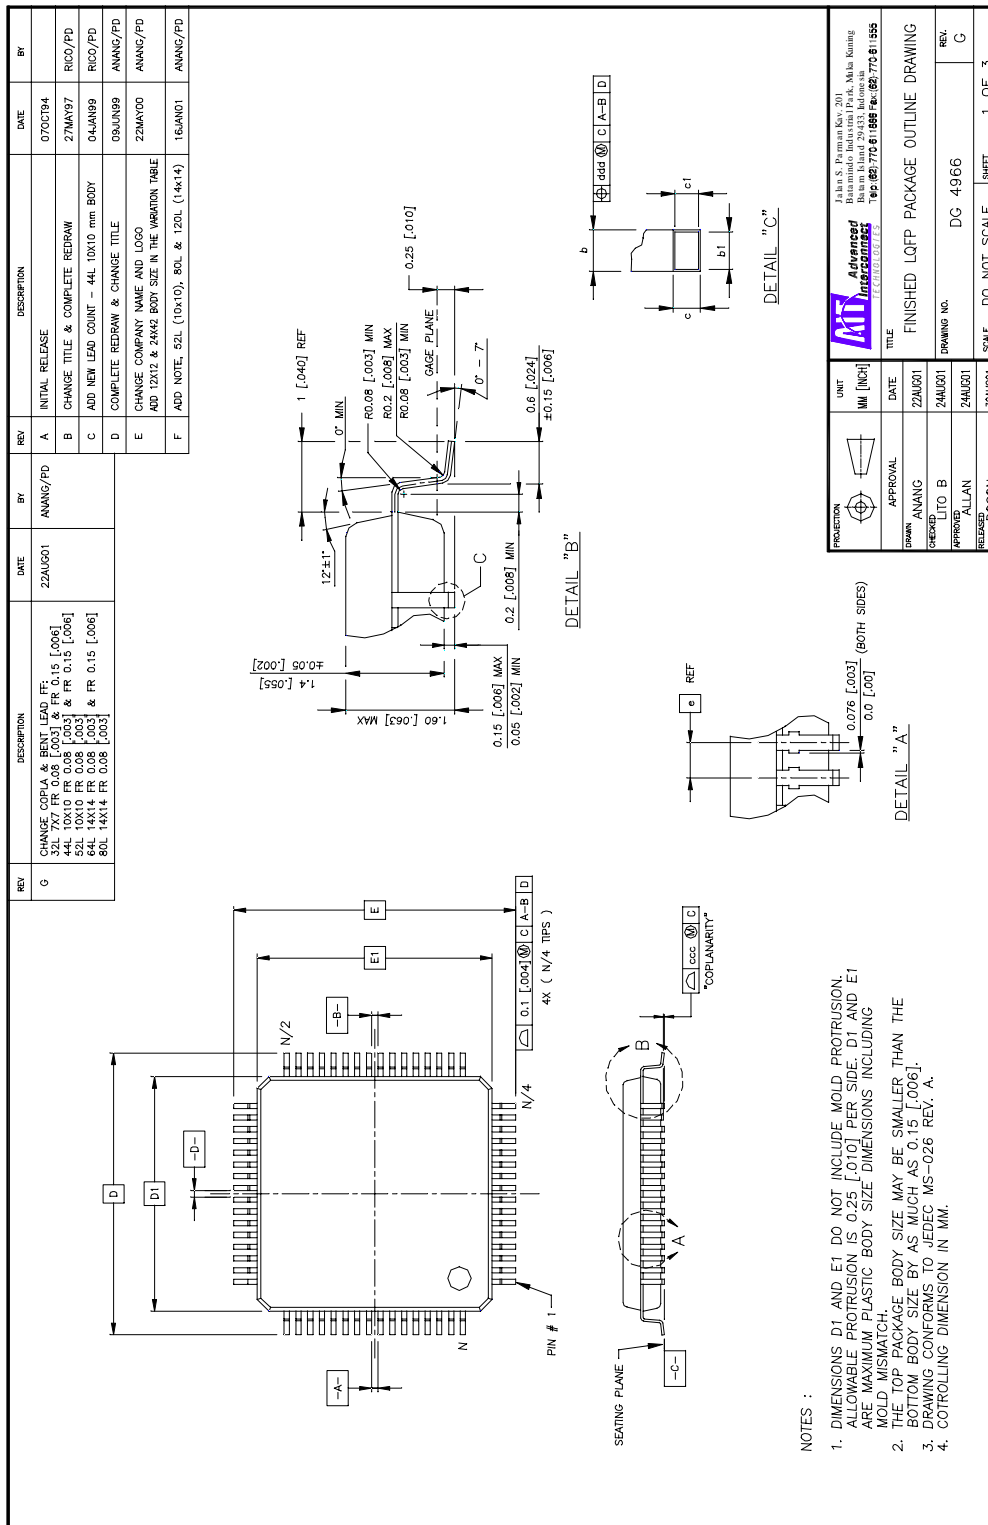 REV DESCRIPTION DATE BY
G CHANGE COPLA & BENT LEAD FF: 22AUG01 ANANG/PD
32L 7X7 FR 0.08 [.003] & FR 0.15 [.006]
44L 10X10 FR 0.08 [.003] & FR 0.15 [.006]
52L 10X10 FR 0.08 [.003]
64L 14X14 FR 0.08 [.003] & FR 0.15 [.006]
80L 14X14 FR 0.08 [.003]
REV DESCRIPTION DATE BY
A INITIAL RELEASE 07OCT94
B CHANGE TITLE & COMPLETE REDRAW 27MAY97 RICO/PD
C ADD NEW LEAD COUNT - 44L 10X10 mm BODY 04JAN99 RICO/PD
D COMPLETE REDRAW & CHANGE TITLE 09JUN99 ANANG/PD
E CHANGE COMPANY NAME AND LOGO 22MAY00 ANANG/PD
ADD 12X12 & 24X42 BODY SIZE IN THE VARIATION TABLE
F ADD NOTE, 52L (10x10), 80L & 120L (14x14) 16JAN01 ANANG/PD
D
D1
-D-
N/2
-B-
E1
E
-A-
N
PIN # 1
N/4
0.1 [.004] Ⓜ C A-B D
4X ( N/4 TIPS )
SEATING PLANE
-C-
A
B
ccc Ⓜ C
"COPLANARITY"
1.60 [.063] MAX
1.4 [.055]
±0.05 [.002]
12°±1°
0° MIN
1 [.040] REF
R0.08 [.003] MIN
R0.2 [.008] MAX
R0.08 [.003] MIN
GAGE PLANE
0.25 [.010]
0° - 7°
0.6 [.024]
±0.15 [.006]
C
0.2 [.008] MIN
0.15 [.006] MAX
0.05 [.002] MIN
DETAIL "B"
b
ddd Ⓜ C A-B D
c
c1
b1
DETAIL "C"
e REF
0.076 [.003]
0.0 [.00]
(BOTH SIDES)
DETAIL "A"
NOTES :
1. DIMENSIONS D1 AND E1 DO NOT INCLUDE MOLD PROTRUSION.
ALLOWABLE PROTRUSION IS 0.25 [.010] PER SIDE. D1 AND E1
ARE MAXIMUM PLASTIC BODY SIZE DIMENSIONS INCLUDING
MOLD MISMATCH.
2. THE TOP PACKAGE BODY SIZE MAY BE SMALLER THAN THE
BOTTOM BODY SIZE BY AS MUCH AS 0.15 [.006].
3. DRAWING CONFORMS TO JEDEC MS-026 REV. A.
4. COTROLLING DIMENSION IN MM.
PROJECTION
UNIT
MM [INCH]
APPROVAL DATE
DRAWN ANANG 22AUG01
CHECKED LITO B 24AUG01
APPROVED ALLAN 24AUG01
RELEASED
AIT Advanced Interconnect
TECHNOLOGIES
Jalan S. Parman Kav. 201
Batamindo Industrial Park, Muka Kuning
Batam Island 29433, Indonesia
TITLE
FINISHED LQFP PACKAGE OUTLINE DRAWING
DRAWING NO.
DG 4966
REV.
G
SCALE DO NOT SCALE
SHEET 1 OF 3